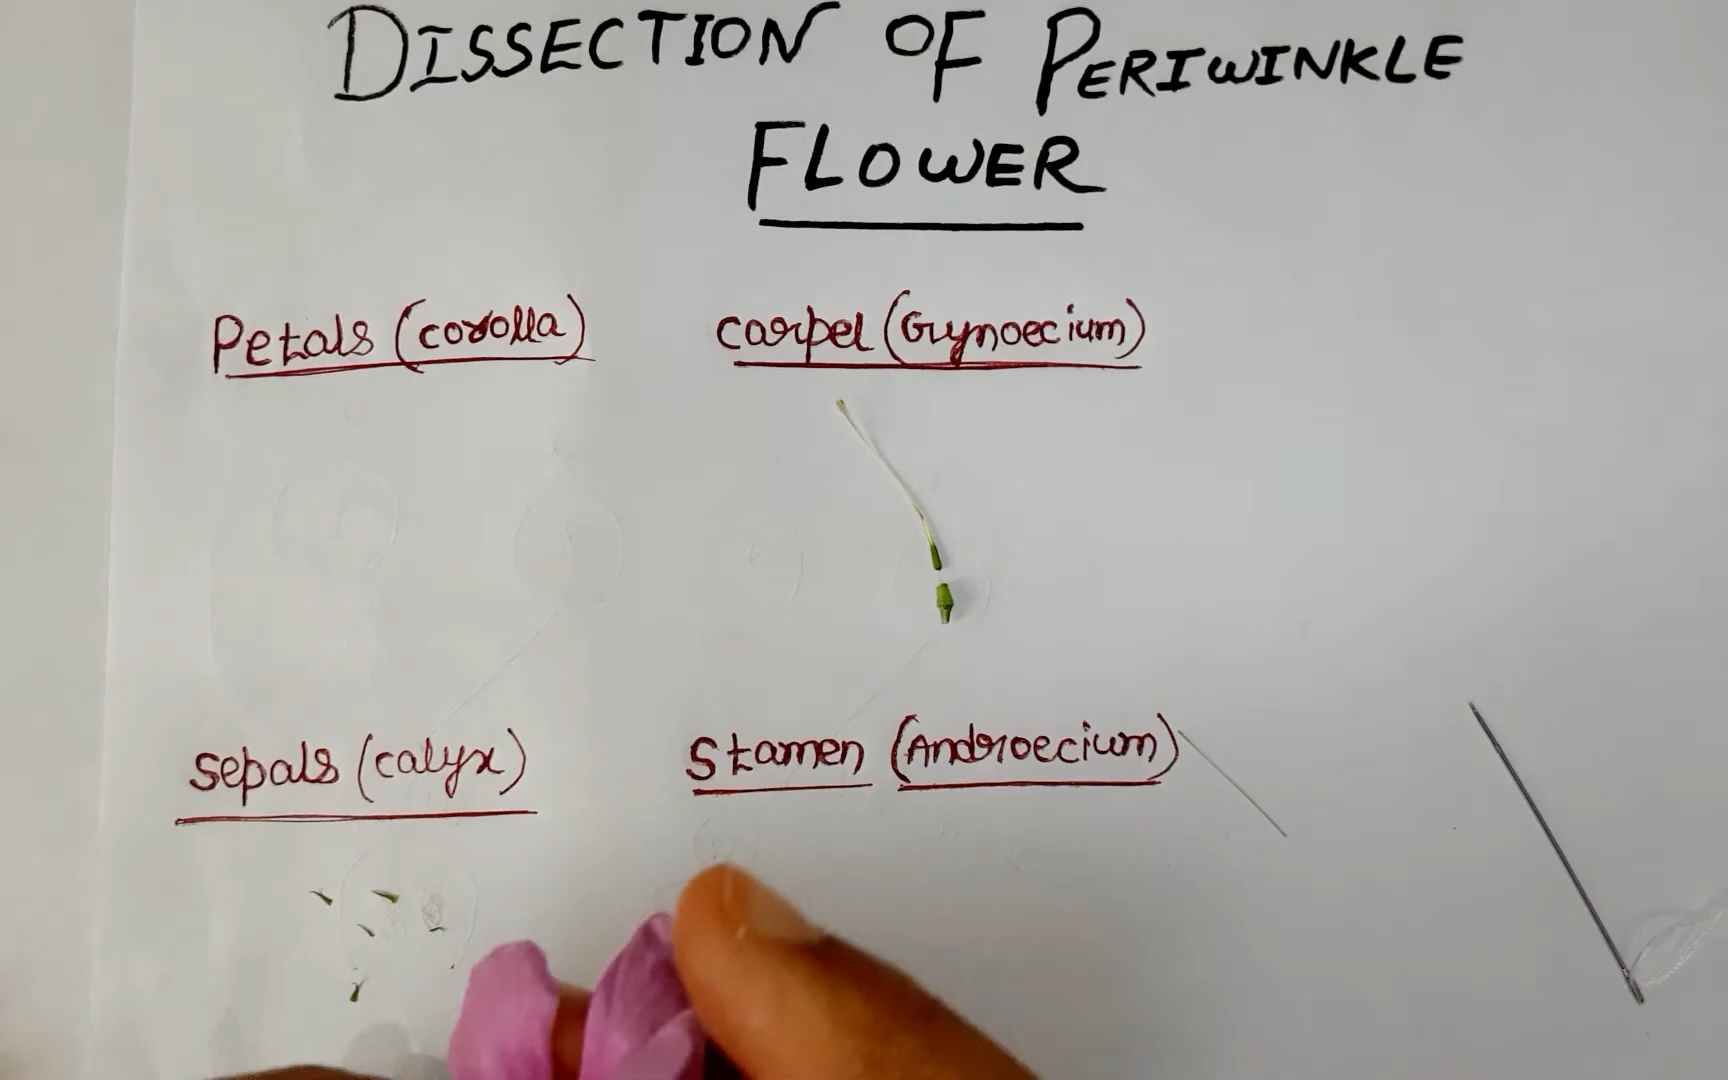 DISSECTION OF PERIWINKLE
FLOWER
Petals (corolla)
carpel (Gynoecium)
Sepals (calyx)
Stamen (Androecium)